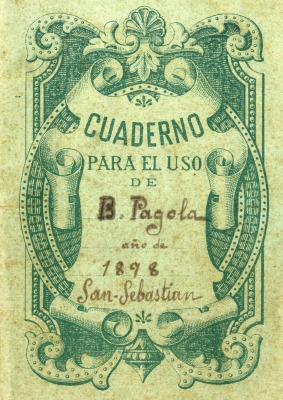 CUADERNO
PARA EL USO
DE
B. Pagola
año de
1898
San-Sebastian